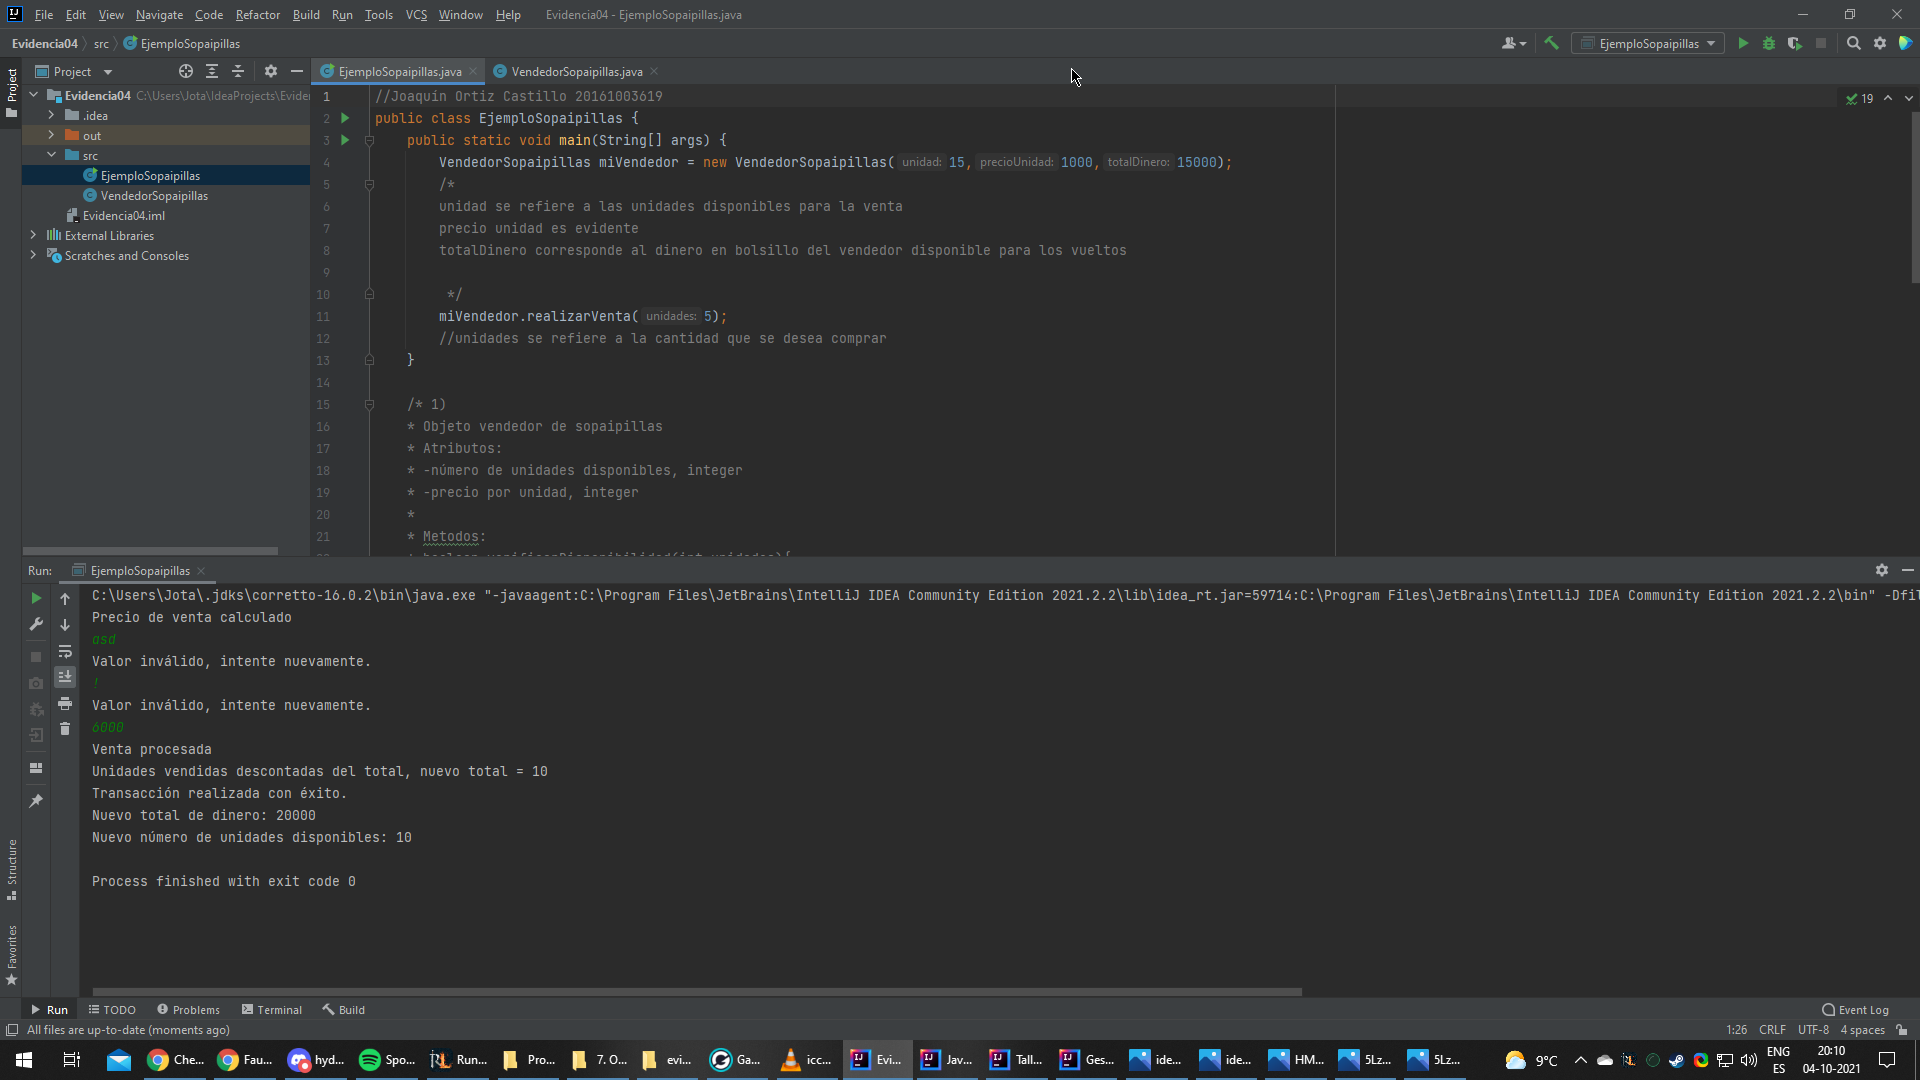 File Edit View Navigate Code Refactor Build Run Tools VCS Window Help Evidencia04 - EjemploSopaipillas.java
Evidencia04 src EjemploSopaipillas
EjemploSopaipillas
Project
EjemploSopaipillas.java
VendedorSopaipillas.java
Project
Evidencia04 C:\Users\Jota\IdeaProjects\Evider
.idea
out
src
EjemploSopaipillas
VendedorSopaipillas
Evidencia04.iml
External Libraries
Scratches and Consoles
19
1 //Joaquin Ortiz Castillo 20161003619
2 public class EjemploSopaipillas {
3 public static void main(String[] args) {
4 VendedorSopaipillas miVendedor = new VendedorSopaipillas( unidad: 15, precioUnidad: 1000, totalDinero: 15000);
5 /*
6 unidad se refiere a las unidades disponibles para la venta
7 precio unidad es evidente
8 totalDinero corresponde al dinero en bolsillo del vendedor disponible para los vueltos
9
10 */
11 miVendedor.realizarVenta( unidades: 5);
12 //unidades se refiere a la cantidad que se desea comprar
13 }
14
15 /* 1)
16 * Objeto vendedor de sopaipillas
17 * Atributos:
18 * -número de unidades disponibles, integer
19 * -precio por unidad, integer
20 *
21 * Metodos:
Run: EjemploSopaipillas
C:\Users\Jota\.jdks\corretto-16.0.2\bin\java.exe "-javaagent:C:\Program Files\JetBrains\IntelliJ IDEA Community Edition 2021.2.2\lib\idea_rt.jar=59714:C:\Program Files\JetBrains\IntelliJ IDEA Community Edition 2021.2.2\bin" -Dfil
Precio de venta calculado
asd
Valor inválido, intente nuevamente.
!
Valor inválido, intente nuevamente.
6000
Venta procesada
Unidades vendidas descontadas del total, nuevo total = 10
Transacción realizada con éxito.
Nuevo total de dinero: 20000
Nuevo número de unidades disponibles: 10
Process finished with exit code 0
Structure
Favorites
Run TODO Problems Terminal Build Event Log
All files are up-to-date (moments ago) 1:26 CRLF UTF-8 4 spaces
Che... Fau... hyd... Spo... Run... Pro... 7. O... evi... Ga... icc... Evi... Jav... Tall... Ges... ide... ide... HM... 5Lz... 5Lz... 9°C
ENG
ES
20:10
04-10-2021